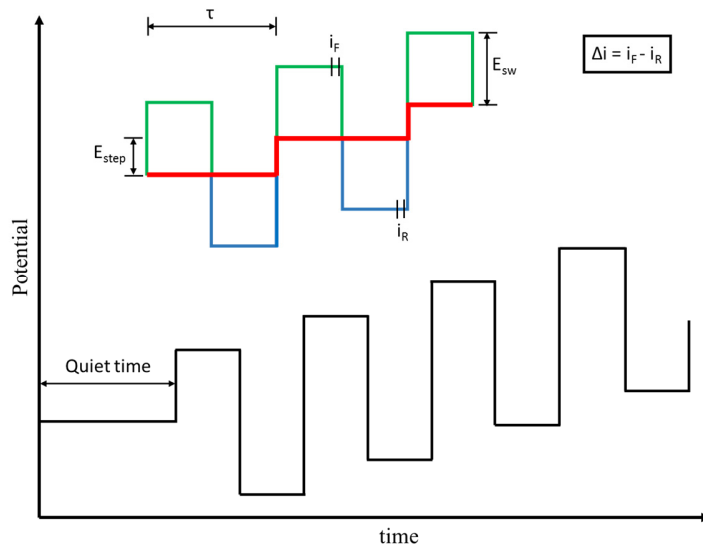 τ
i_F
E_sw
Δi = i_F - i_R
E_step
i_R
Potential
Quiet time
time